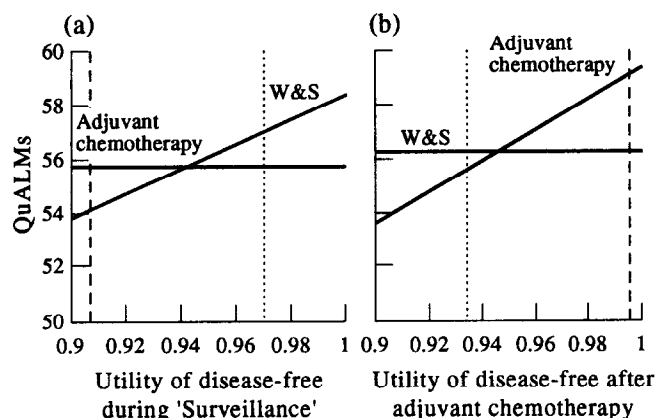 (a)
(b)
QuALMs
60
58
56
54
52
50
Adjuvant
chemotherapy
W&S
W&S
Adjuvant
chemotherapy
0.9 0.92 0.94 0.96 0.98 1
0.9 0.92 0.94 0.96 0.98 1
Utility of disease-free
during 'Surveillance'
Utility of disease-free after
adjuvant chemotherapy